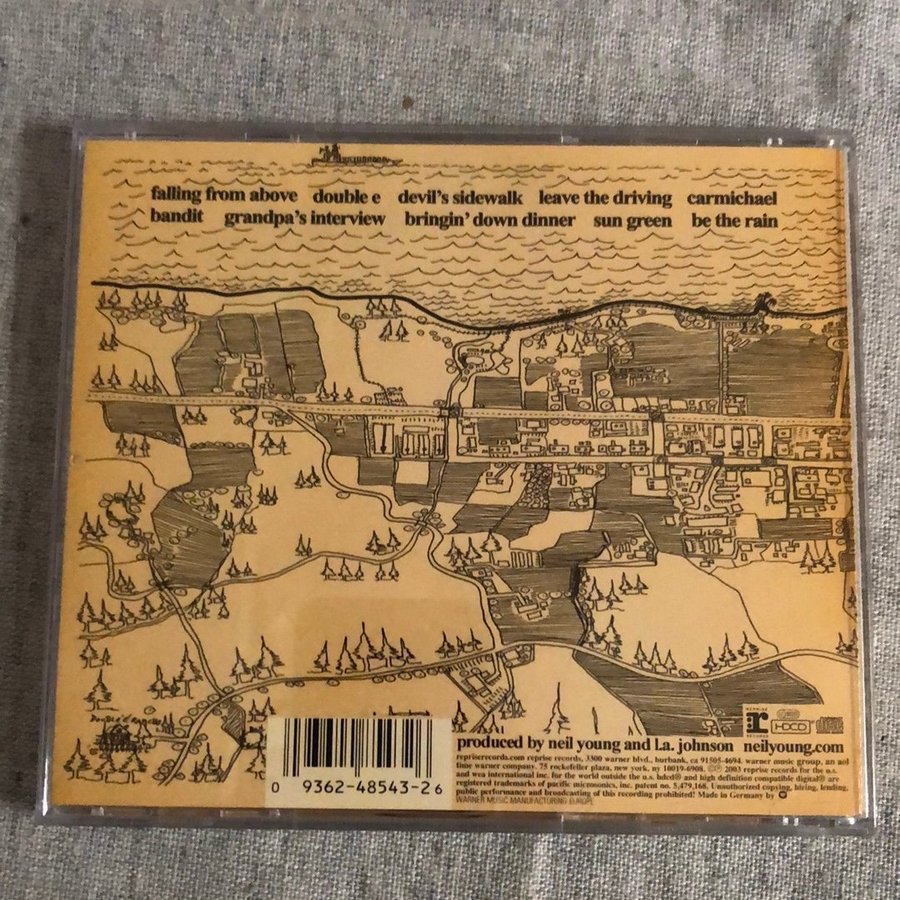 falling from above double e devil's sidewalk leave the driving carmichael
bandit grandpa's interview bringin' down dinner sun green be the rain
REPRISE
r
RECORDS
HDCD
produced by neil young and l.a. johnson neilyoung.com
repriserecords.com reprise records, 3300 warner blvd., burbank, ca 91505-4694. warner music group, an aol
time warner company. 75 rockefeller plaza, new york, ny 10019-6908. ©℗ 2003 reprise records for the u.s.
and wea international inc. for the world outside the u.s. hdcd® and high definition compatible digital® are
registered trademarks of pacific microsonics, inc. patent no. 5,479,168. Unauthorized copying, hiring, lending,
public performance and broadcasting of this recording prohibited! Made in Germany by
WARNER MUSIC MANUFACTURING EUROPE
0 9362-48543-2 6